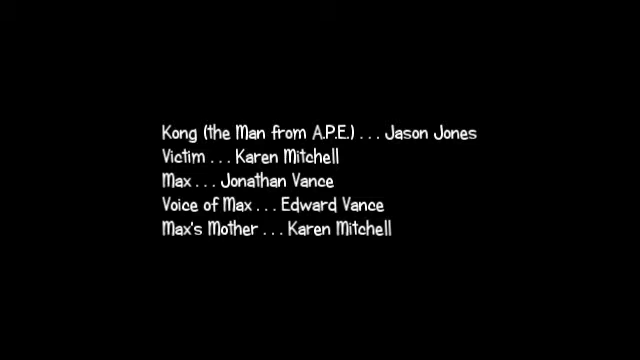 Kong (the Man from A.P.E.) . . . Jason Jones
Victim . . . Karen Mitchell
Max . . . Jonathan Vance
Voice of Max . . . Edward Vance
Max's Mother . . . Karen Mitchell